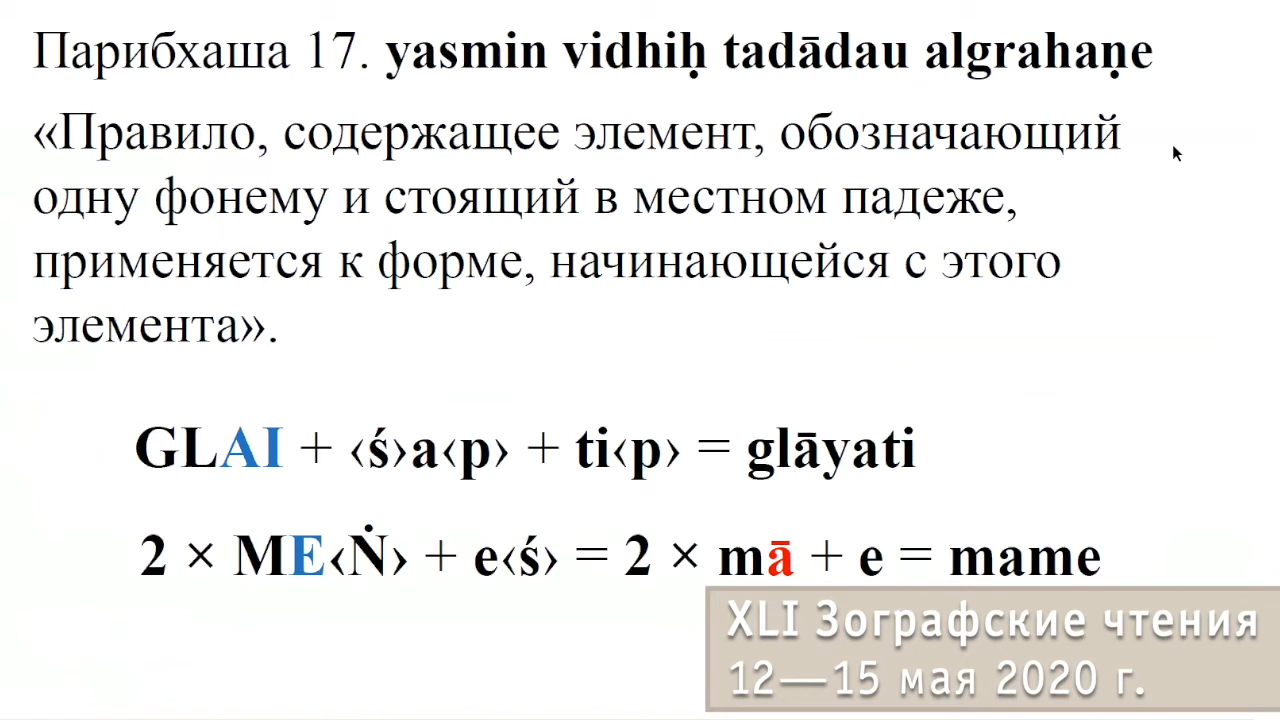 Парибхаша 17. yasmin vidhiḥ tadādau algrahaṇe
«Правило, содержащее элемент, обозначающий
одну фонему и стоящий в местном падеже,
применяется к форме, начинающейся с этого
элемента».
GLAI + ‹ś›a‹p› + ti‹p› = glāyati
2 × ME‹Ṅ› + e‹ś› = 2 × mā + e = mame
XLI Зографские чтения
12—15 мая 2020 г.